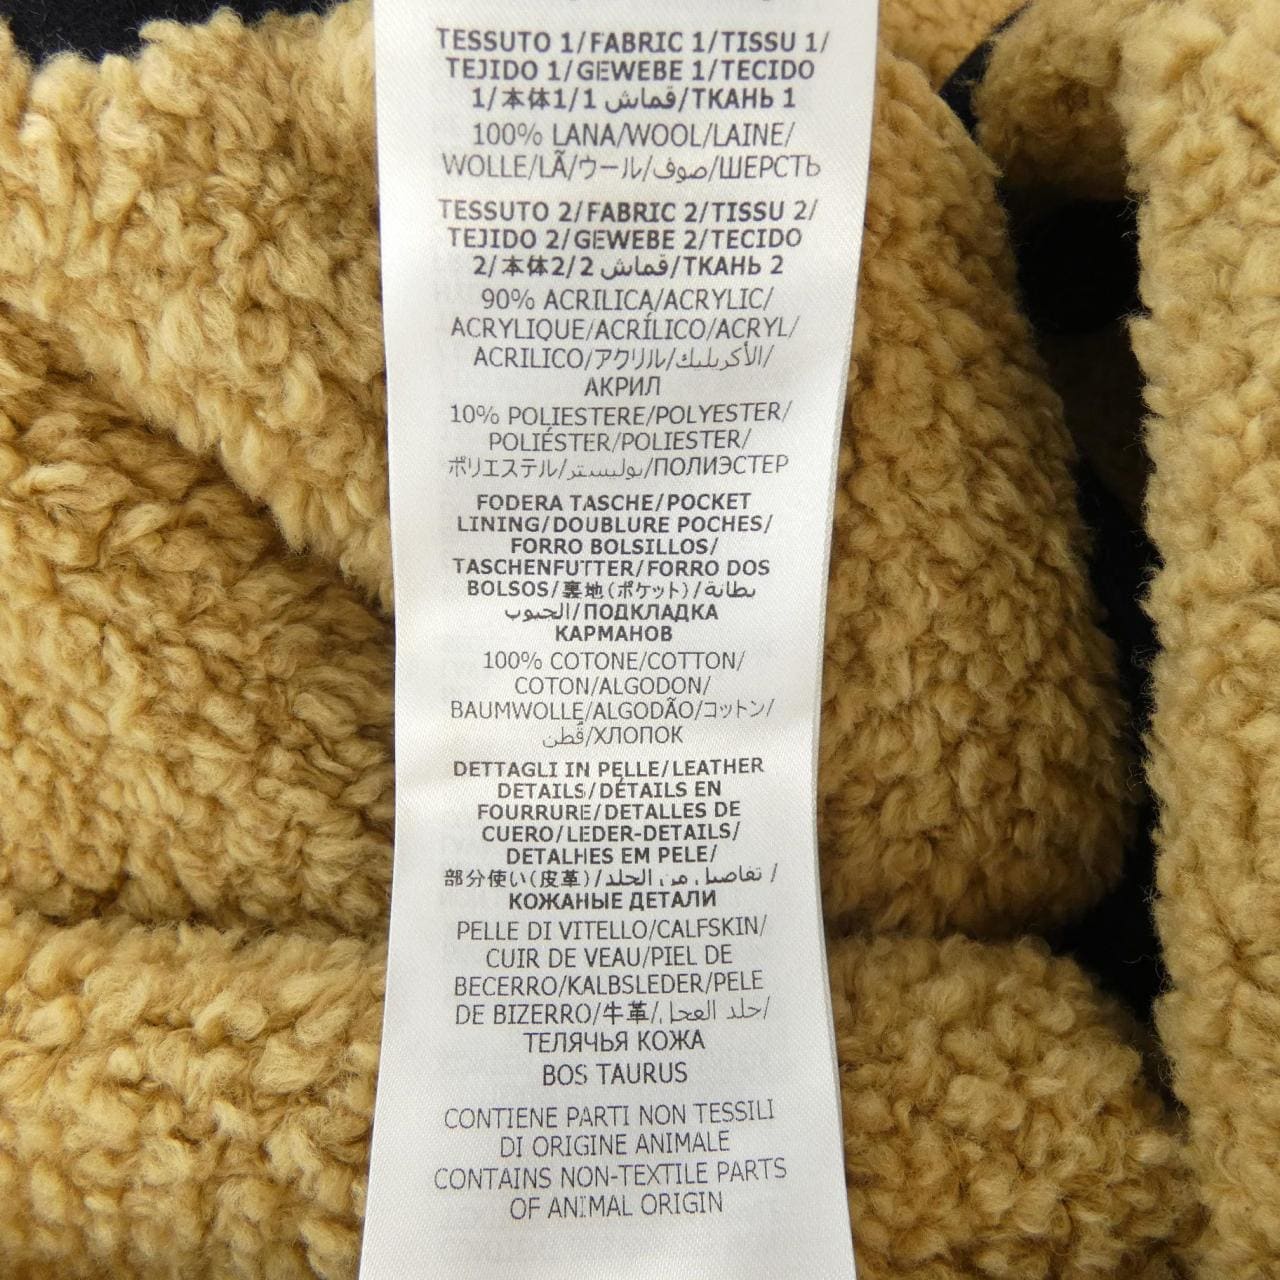 TESSUTO 1/FABRIC 1/TISSU 1/
TEJIDO 1/GEWEBE 1/TECIDO
1/本体1/1 قماش/ТКАНЬ 1
100% LANA/WOOL/LAINE/
WOLLE/LÃ/ウール/صوف/ШЕРСТЬ
TESSUTO 2/FABRIC 2/TISSU 2/
TEJIDO 2/GEWEBE 2/TECIDO
2/本体2/2 قماش/ТКАНЬ 2
90% ACRILICA/ACRYLIC/
ACRYLIQUE/ACRÍLICO/ACRYL/
ACRILICO/アクリル/الأكريليك/
АКРИЛ
10% POLIESTERE/POLYESTER/
POLIÉSTER/POLIESTER/
ポリエステル/بوليستر/ПОЛИЭСТЕР
FODERA TASCHE/POCKET
LINING/DOUBLURE POCHES/
FORRO BOLSILLOS/
TASCHENFUTTER/FORRO DOS
BOLSOS/裏地(ポケット)/بطانة
الجيوب/ПОДКЛАДКА
КАРМАНОВ
100% COTONE/COTTON/
COTON/ALGODON/
BAUMWOLLE/ALGODÃO/コットン/
قطن/ХЛОПОК
DETTAGLI IN PELLE/LEATHER
DETAILS/DÉTAILS EN
FOURRURE/DETALLES DE
CUERO/LEDER-DETAILS/
DETALHES EM PELE/
部分使い(皮革)/تفاصيل من الجلد/
КОЖАНЫЕ ДЕТАЛИ
PELLE DI VITELLO/CALFSKIN/
CUIR DE VEAU/PIEL DE
BECERRO/KALBSLEDER/PELE
DE BIZERRO/牛革/جلد العجل/
ТЕЛЯЧЬЯ КОЖА
BOS TAURUS
CONTIENE PARTI NON TESSILI
DI ORIGINE ANIMALE
CONTAINS NON-TEXTILE PARTS
OF ANIMAL ORIGIN